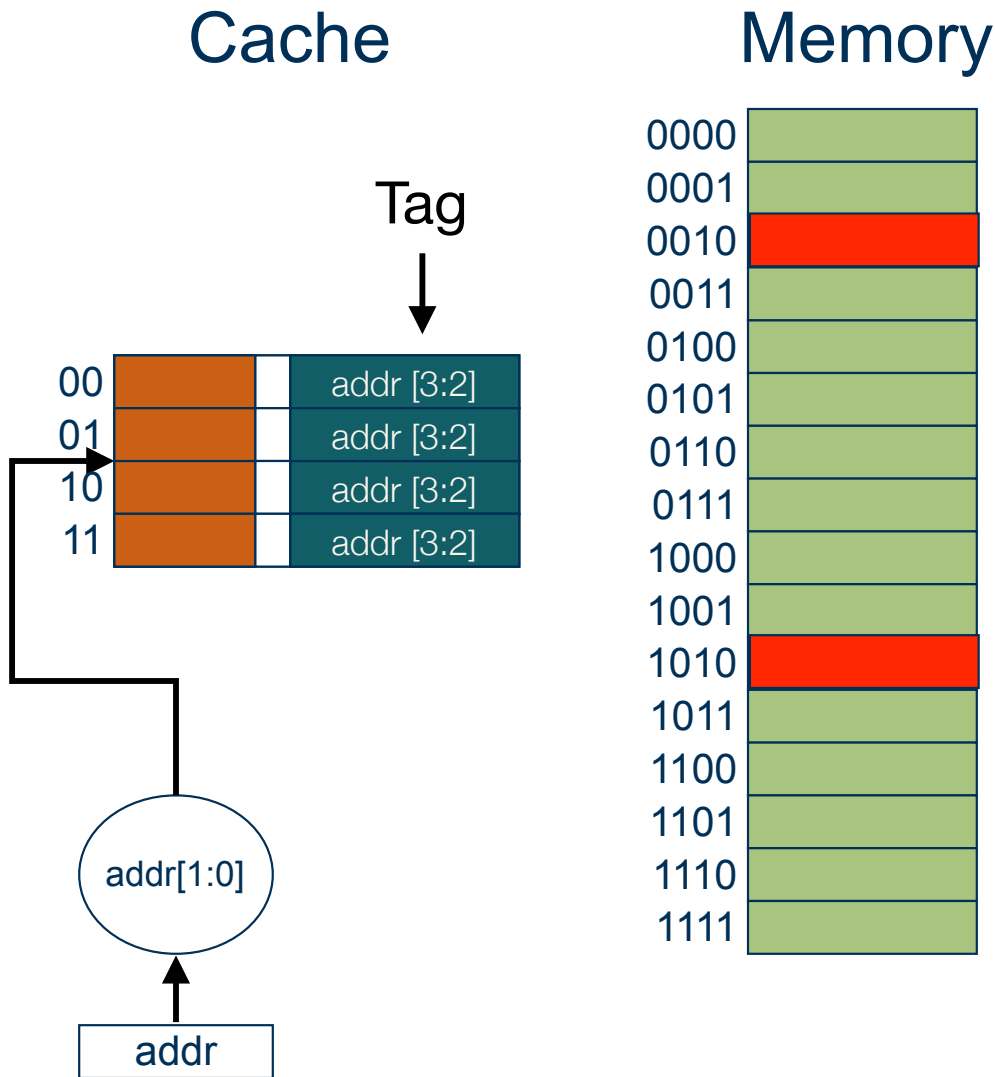 Cache
Memory
Tag
00 addr [3:2]
01 addr [3:2]
10 addr [3:2]
11 addr [3:2]
addr[1:0]
addr
0000
0001
0010
0011
0100
0101
0110
0111
1000
1001
1010
1011
1100
1101
1110
1111